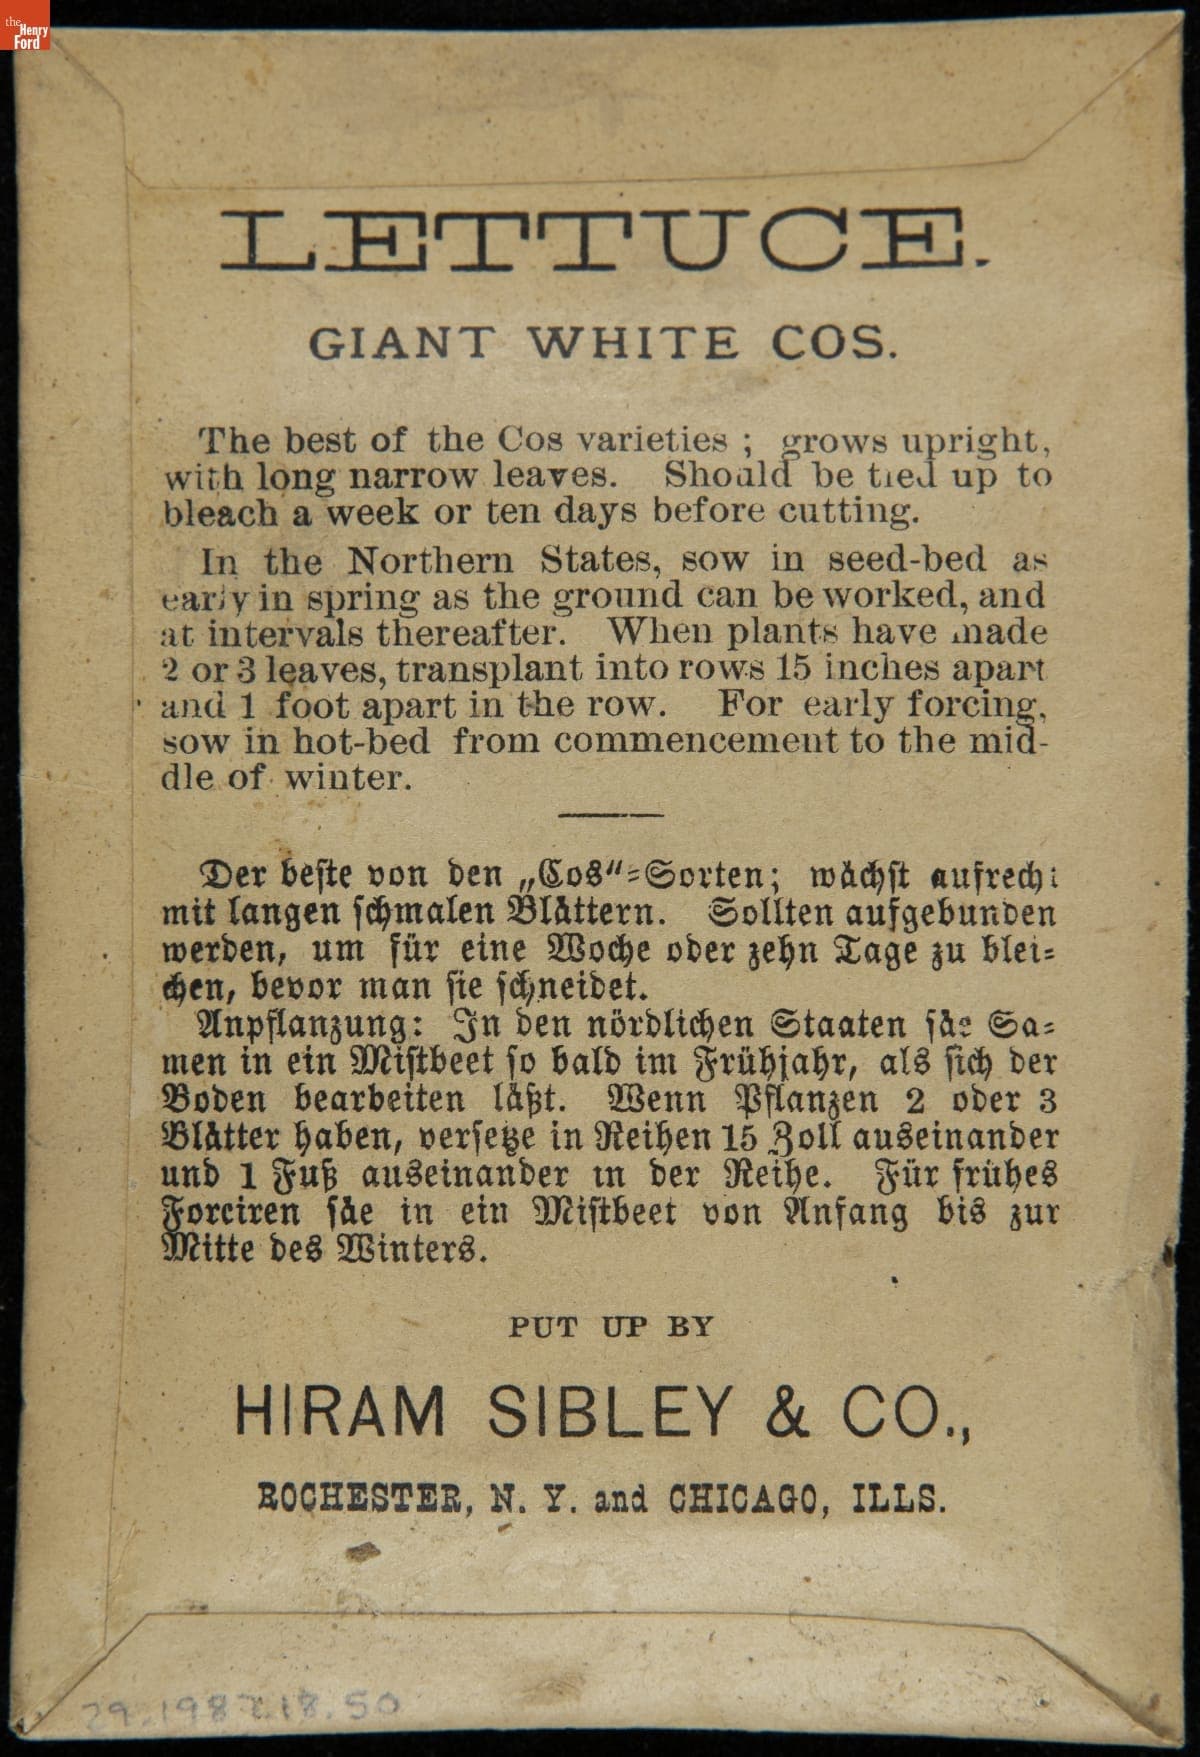 the
Henry
Ford
LETTUCE.
GIANT WHITE COS.
The best of the Cos varieties ; grows upright,
with long narrow leaves. Should be tied up to
bleach a week or ten days before cutting.
In the Northern States, sow in seed-bed as
early in spring as the ground can be worked, and
at intervals thereafter. When plants have made
2 or 3 leaves, transplant into rows 15 inches apart
and 1 foot apart in the row. For early forcing,
sow in hot-bed from commencement to the mid-
dle of winter.
Der beſte von den „Cos“=Sorten; wächſt aufrecht
mit langen ſchmalen Blättern. Sollten aufgebunden
werden, um für eine Woche oder zehn Tage zu blei=
chen, bevor man ſie ſchneidet.
Anpflanzung: In den nördlichen Staaten ſäe Sa=
men in ein Miſtbeet ſo bald im Frühjahr, als ſich der
Boden bearbeiten läßt. Wenn Pflanzen 2 oder 3
Blätter haben, verſetze in Reihen 15 Zoll auseinander
und 1 Fuß auseinander in der Reihe. Für frühes
Forciren ſäe in ein Miſtbeet von Anfang bis zur
Mitte des Winters.
PUT UP BY
HIRAM SIBLEY & CO.,
ROCHESTER, N. Y. and CHICAGO, ILLS.
29.1987.18.50